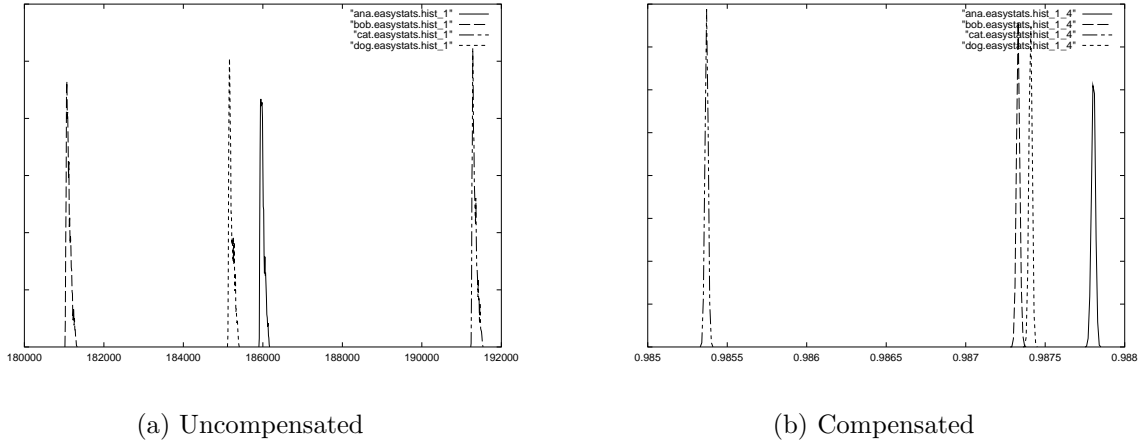 "ana.easystats.hist_1"
"bob.easystats.hist_1"
"cat.easystats.hist_1"
"dog.easystats.hist_1"
180000 182000 184000 186000 188000 190000 192000
(a) Uncompensated
"ana.easystats.hist_1_4"
"bob.easystats.hist_1_4"
"cat.easystats.hist_1_4"
"dog.easystats.hist_1_4"
0.985 0.9855 0.986 0.9865 0.987 0.9875 0.988
(b) Compensated